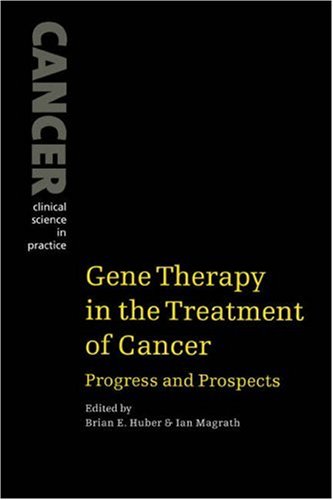 CANCER
clinical
science in
practice
Gene Therapy
in the Treatment
of Cancer
Progress and Prospects
Edited by
Brian E. Huber & Ian Magrath